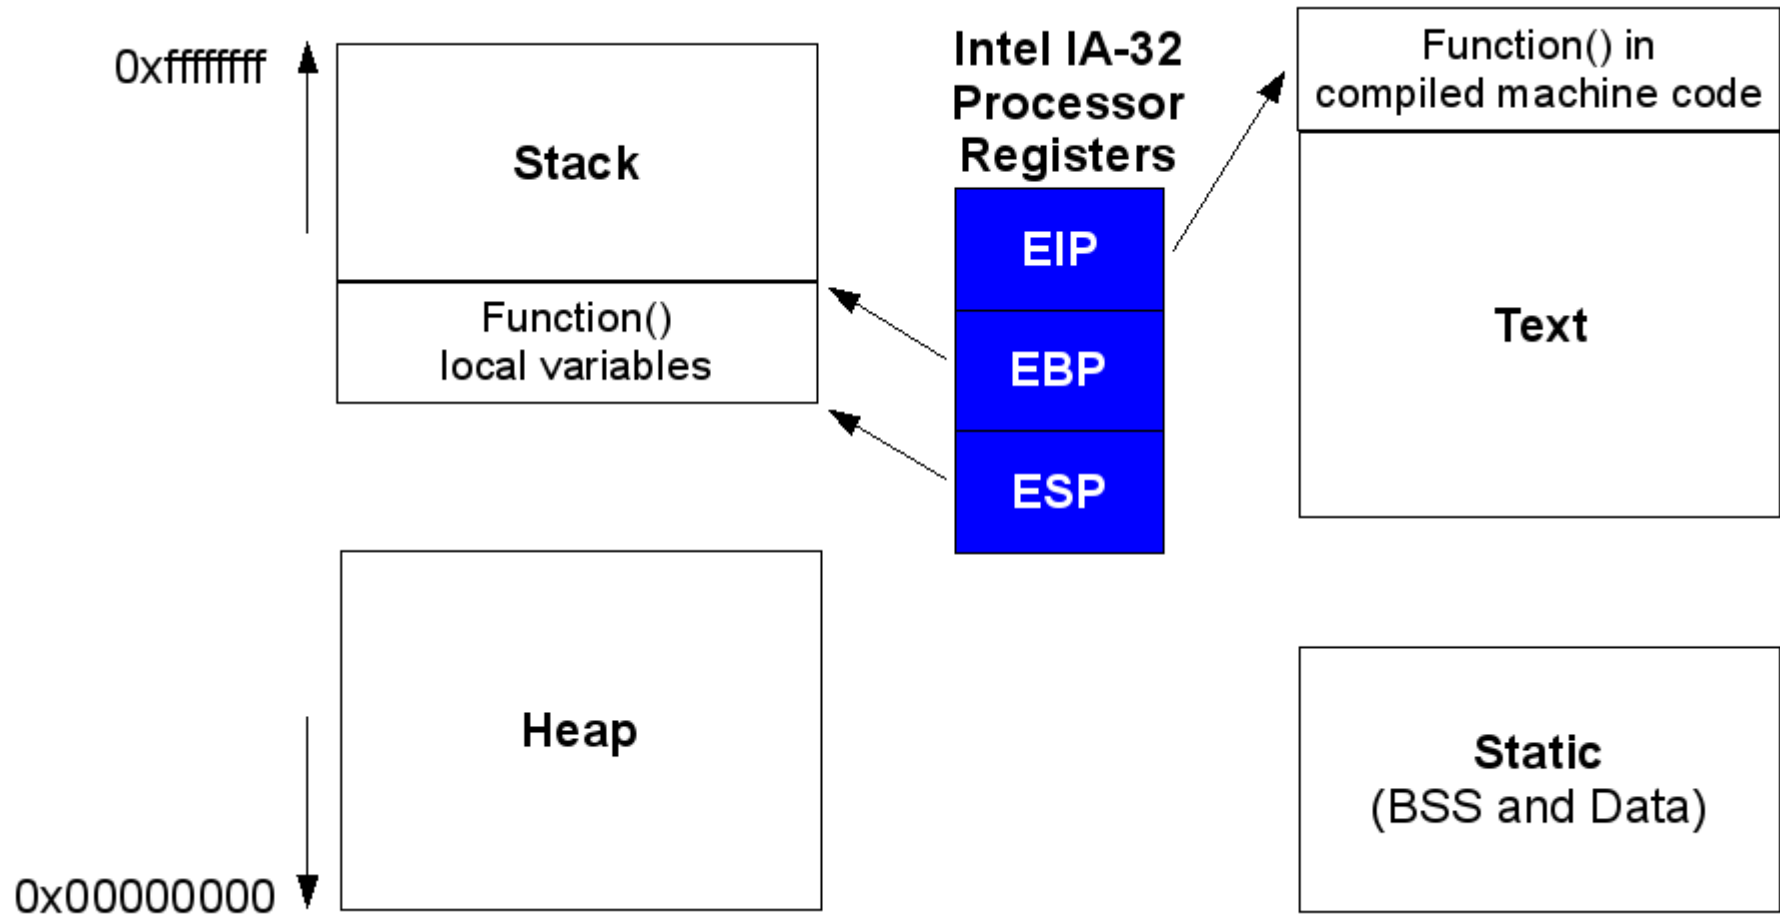 0xffffffff
Stack
Function()
local variables
Heap
0x00000000
Intel IA-32
Processor
Registers
EIP
EBP
ESP
Function() in
compiled machine code
Text
Static
(BSS and Data)